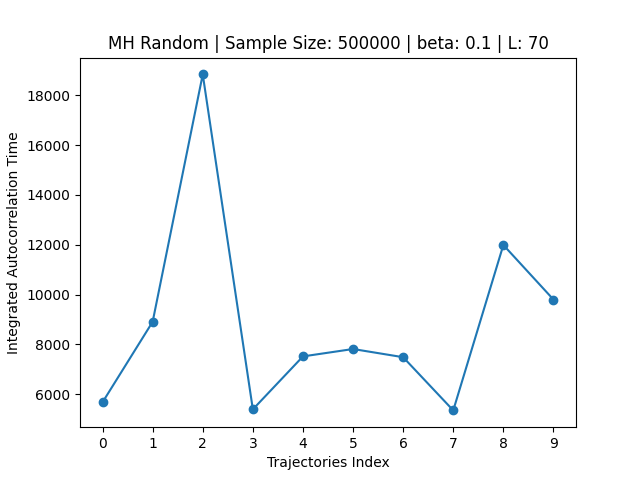 MH Random | Sample Size: 500000 | beta: 0.1 | L: 70
Integrated Autocorrelation Time
18000
16000
14000
12000
10000
8000
6000
0 1 2 3 4 5 6 7 8 9
Trajectories Index